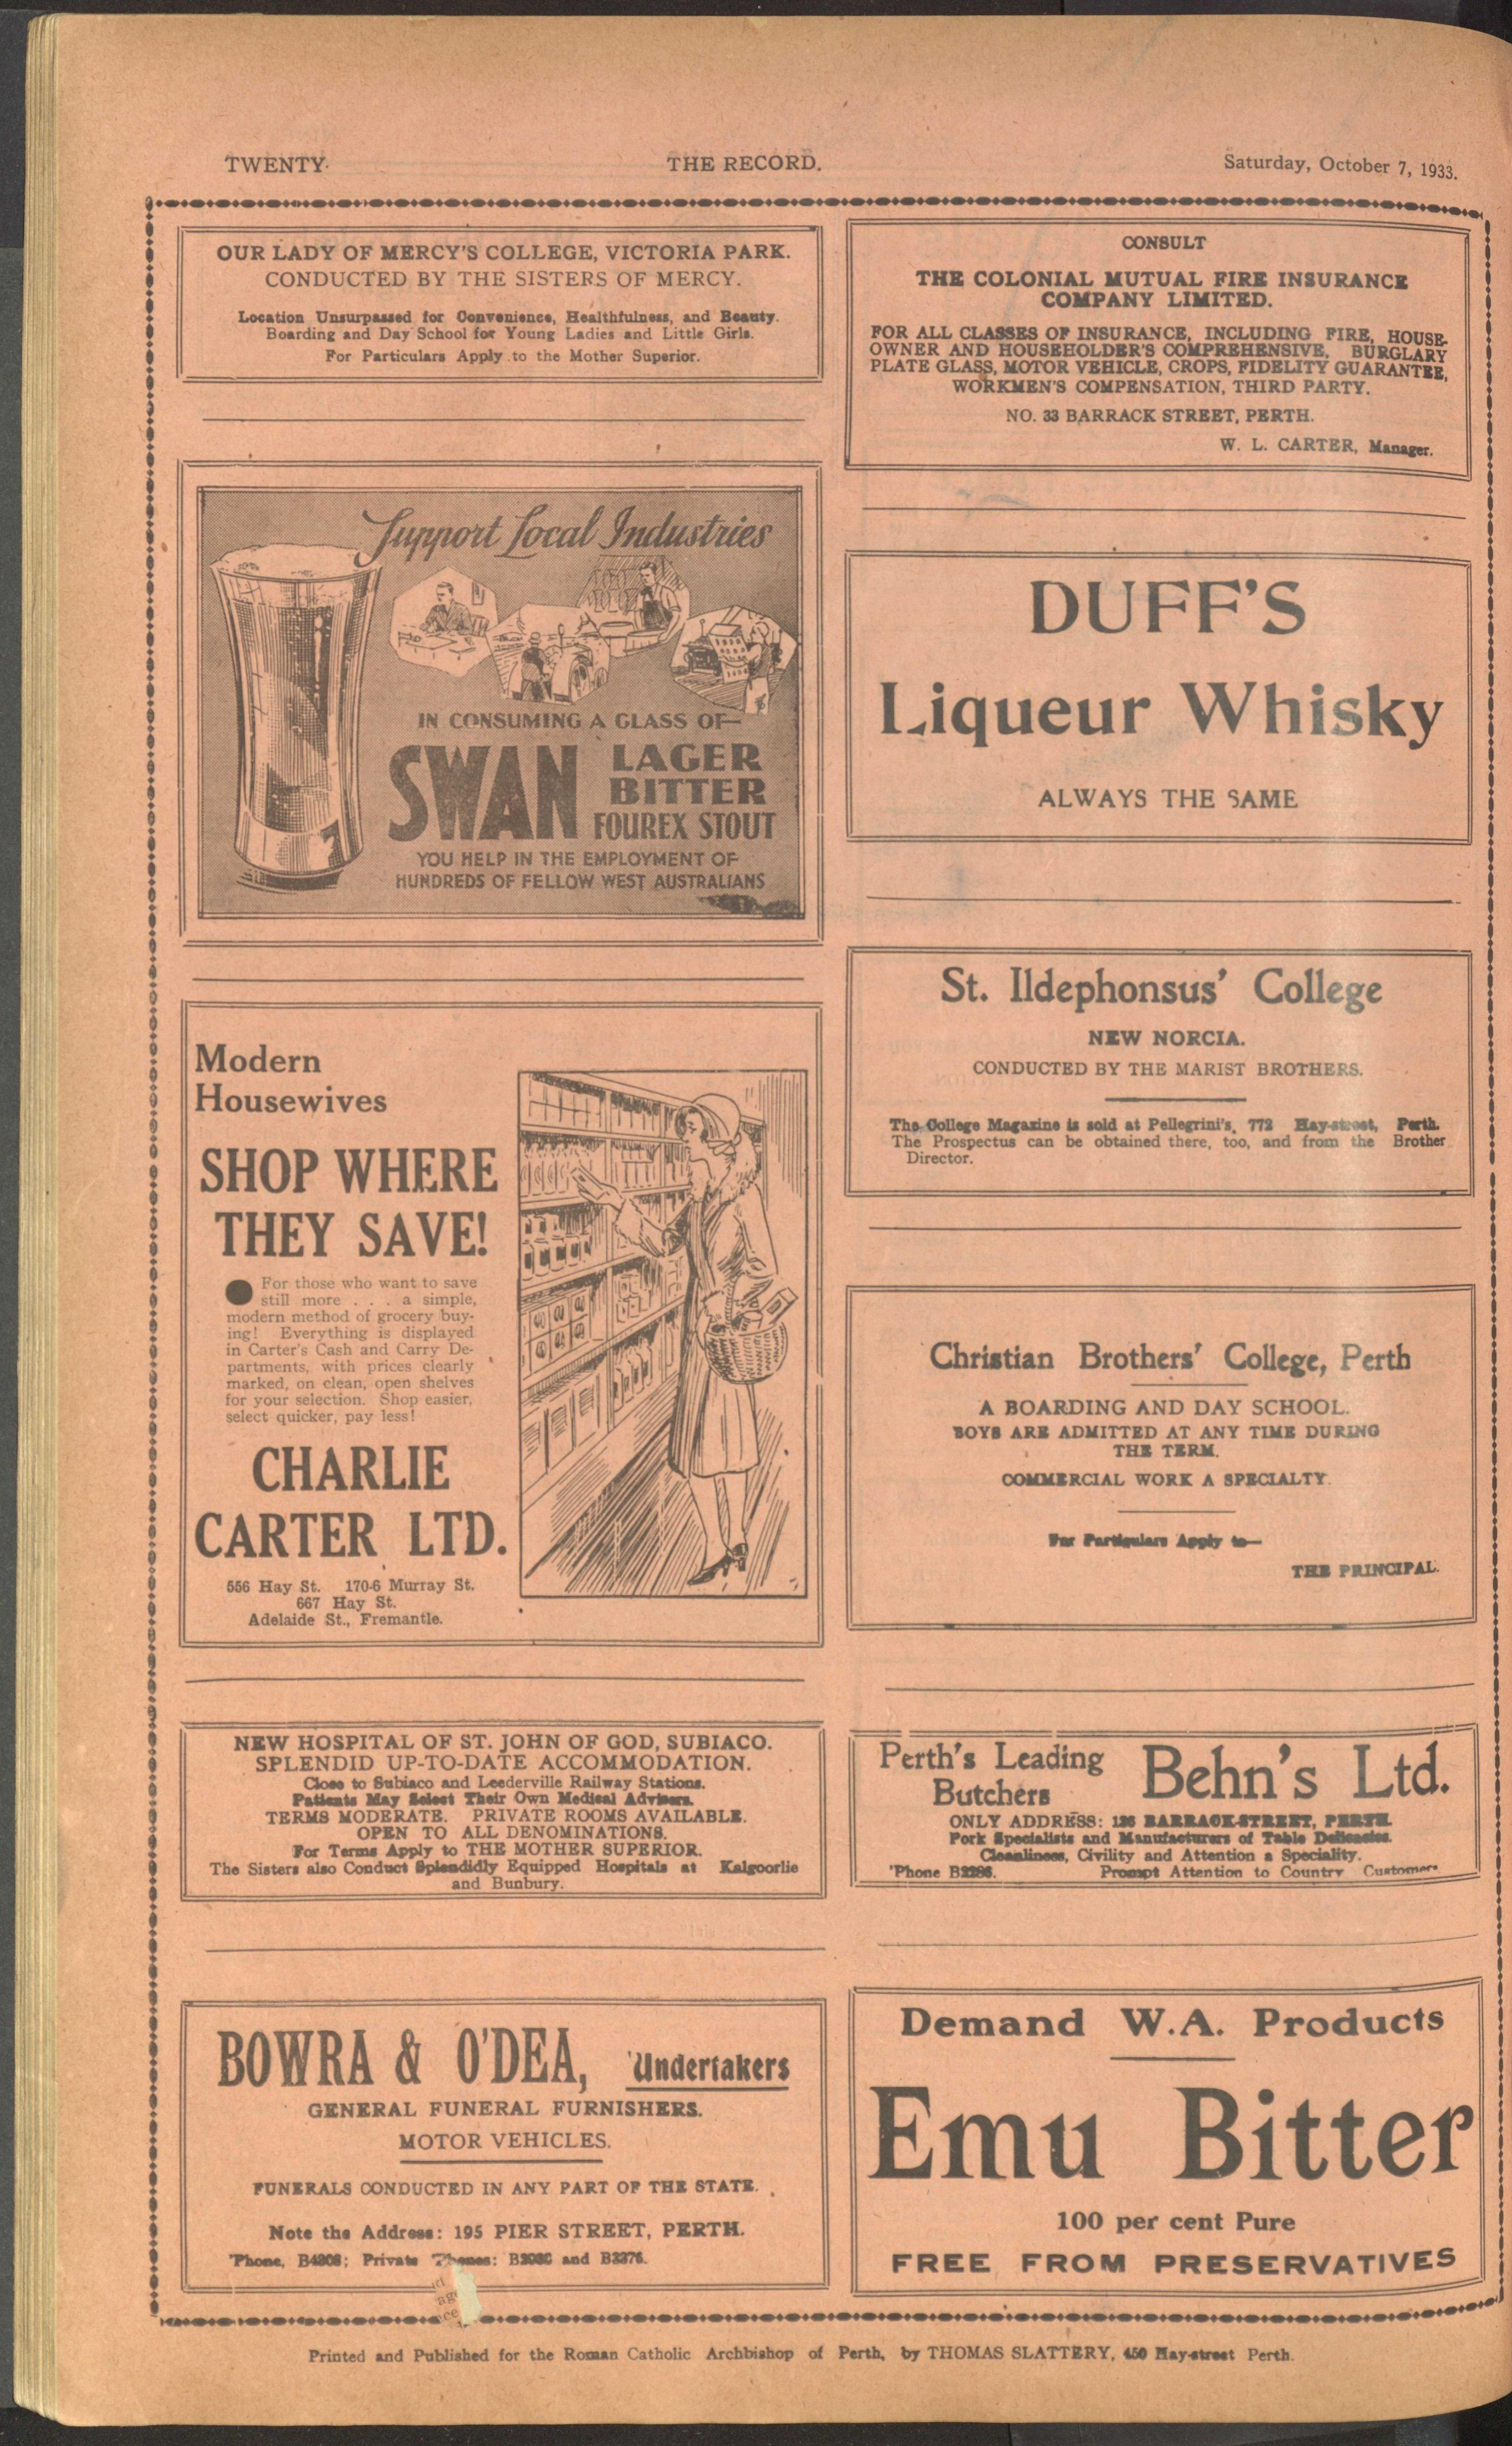 TWENTY.
THE RECORD.
Saturday, October 7, 1933.
OUR LADY OF MERCY'S COLLEGE, VICTORIA PARK.
CONDUCTED BY THE SISTERS OF MERCY.
Location Unsurpassed for Convenience, Healthfulness, and Beauty.
Boarding and Day School for Young Ladies and Little Girls.
For Particulars Apply to the Mother Superior.
Support Local Industries
IN CONSUMING A GLASS OF—
SWAN
LAGER
BITTER
FOUREX STOUT
YOU HELP IN THE EMPLOYMENT OF
HUNDREDS OF FELLOW WEST AUSTRALIANS
Modern
Housewives
SHOP WHERE
THEY SAVE!
For those who want to save
still more . . . a simple,
modern method of grocery buy-
ing! Everything is displayed
in Carter's Cash and Carry De-
partments, with prices clearly
marked, on clean, open shelves
for your selection. Shop easier,
select quicker, pay less!
CHARLIE
CARTER LTD.
556 Hay St. 170-6 Murray St.
667 Hay St.
Adelaide St., Fremantle.
NEW HOSPITAL OF ST. JOHN OF GOD, SUBIACO.
SPLENDID UP-TO-DATE ACCOMMODATION.
Close to Subiaco and Leederville Railway Stations.
Patients May Select Their Own Medical Advisers.
TERMS MODERATE. PRIVATE ROOMS AVAILABLE.
OPEN TO ALL DENOMINATIONS.
For Terms Apply to THE MOTHER SUPERIOR.
The Sisters also Conduct Splendidly Equipped Hospitals at Kalgoorlie
and Bunbury.
BOWRA & O'DEA, Undertakers
GENERAL FUNERAL FURNISHERS.
MOTOR VEHICLES.
FUNERALS CONDUCTED IN ANY PART OF THE STATE.
Note the Address: 195 PIER STREET, PERTH.
'Phone, Private and B3376.
CONSULT
THE COLONIAL MUTUAL FIRE INSURANCE
COMPANY LIMITED.
FOR ALL CLASSES OF INSURANCE, INCLUDING FIRE, HOUSE-
OWNER AND HOUSEHOLDER'S COMPREHENSIVE, BURGLARY
PLATE GLASS, MOTOR VEHICLE, CROPS, FIDELITY GUARANTEE,
WORKMEN'S COMPENSATION, THIRD PARTY.
NO. 33 BARRACK STREET, PERTH.
W. L. CARTER, Manager.
DUFF'S
Liqueur Whisky
ALWAYS THE SAME
St. Ildephonsus' College
NEW NORCIA.
CONDUCTED BY THE MARIST BROTHERS.
The College Magazine is sold at Pellegrini's, 772 Hay-street, Perth.
The Prospectus can be obtained there, too, and from the Brother
Director.
Christian Brothers' College, Perth
A BOARDING AND DAY SCHOOL.
BOYS ARE ADMITTED AT ANY TIME DURING
THE TERM.
COMMERCIAL WORK A SPECIALTY.
For Particulars Apply to—
THE PRINCIPAL.
Perth's Leading
Butchers
Behn's Ltd.
ONLY ADDRESS: 136 BARRACK-STREET, PERTH.
Pork Specialists and Manufacturers of Table Delicacies.
Cleanliness, Civility and Attention a Speciality.
'Phone Prompt Attention to Country Customers
Demand W.A. Products
Emu Bitter
100 per cent Pure
FREE FROM PRESERVATIVES
Printed and Published for the Roman Catholic Archbishop of Perth, by THOMAS SLATTERY, 450 Hay-street Perth.